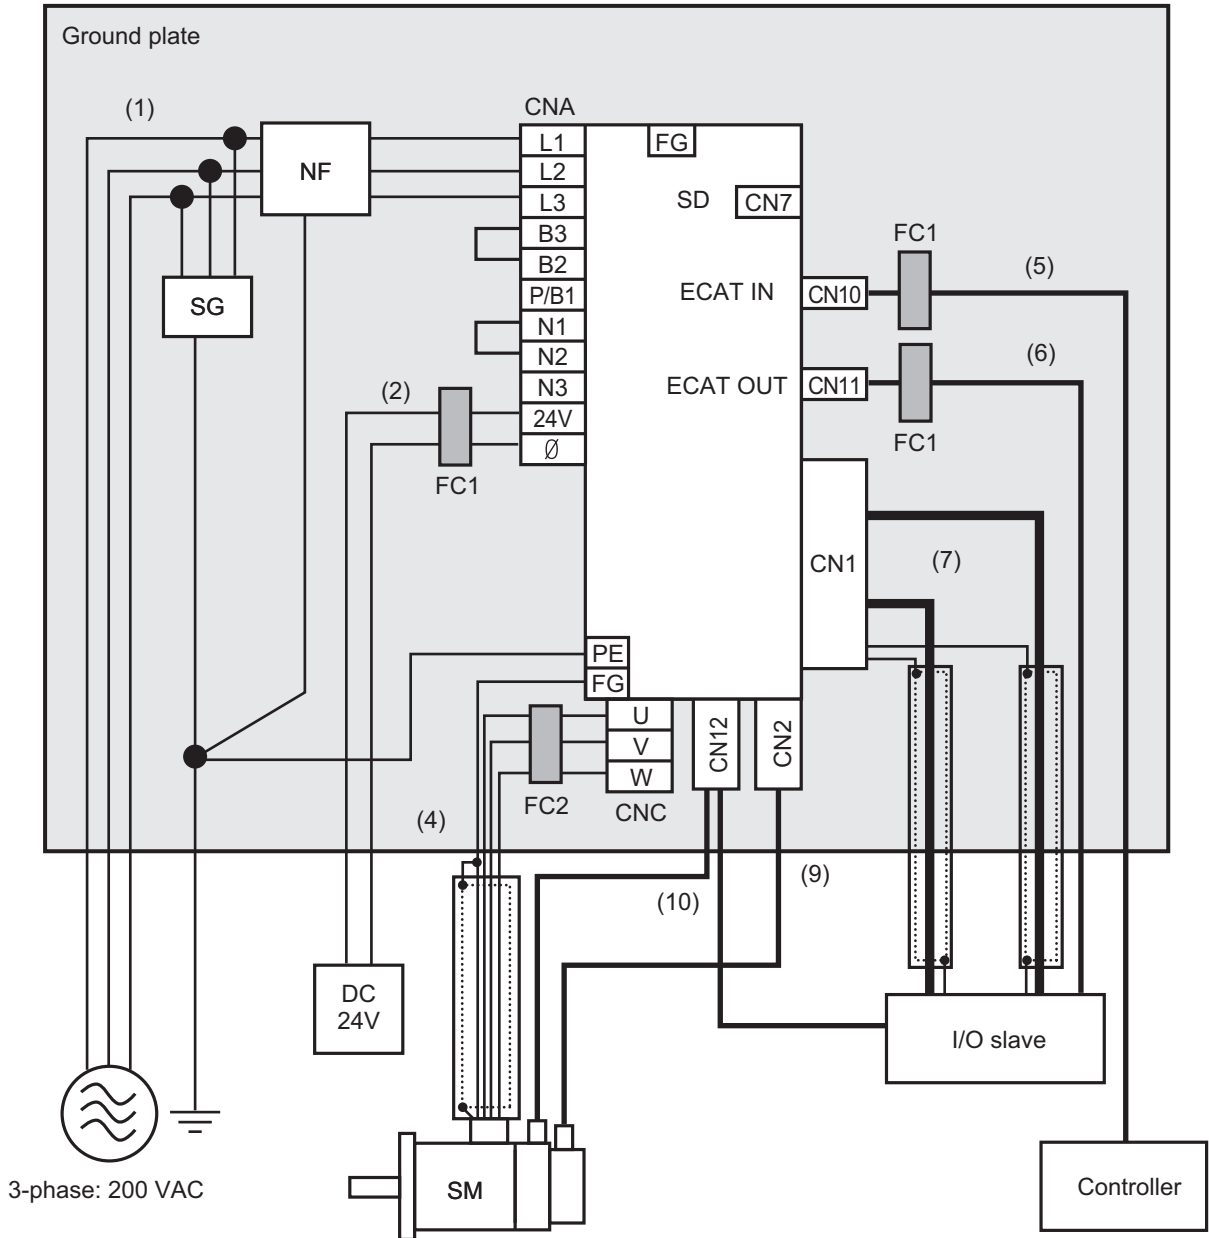 Ground plate
(1)
CNA
NF
L1
L2
L3
B3
B2
P/B1
N1
N2
N3
24V
Ø
FG
SD
CN7
FC1
(5)
ECAT IN
CN10
SG
(6)
ECAT OUT
CN11
FC1
(2)
FC1
CN1
(7)
PE
FG
U
V
W
CNC
CN12
CN2
FC2
(4)
(9)
(10)
DC
24V
I/O slave
3-phase: 200 VAC
SM
Controller